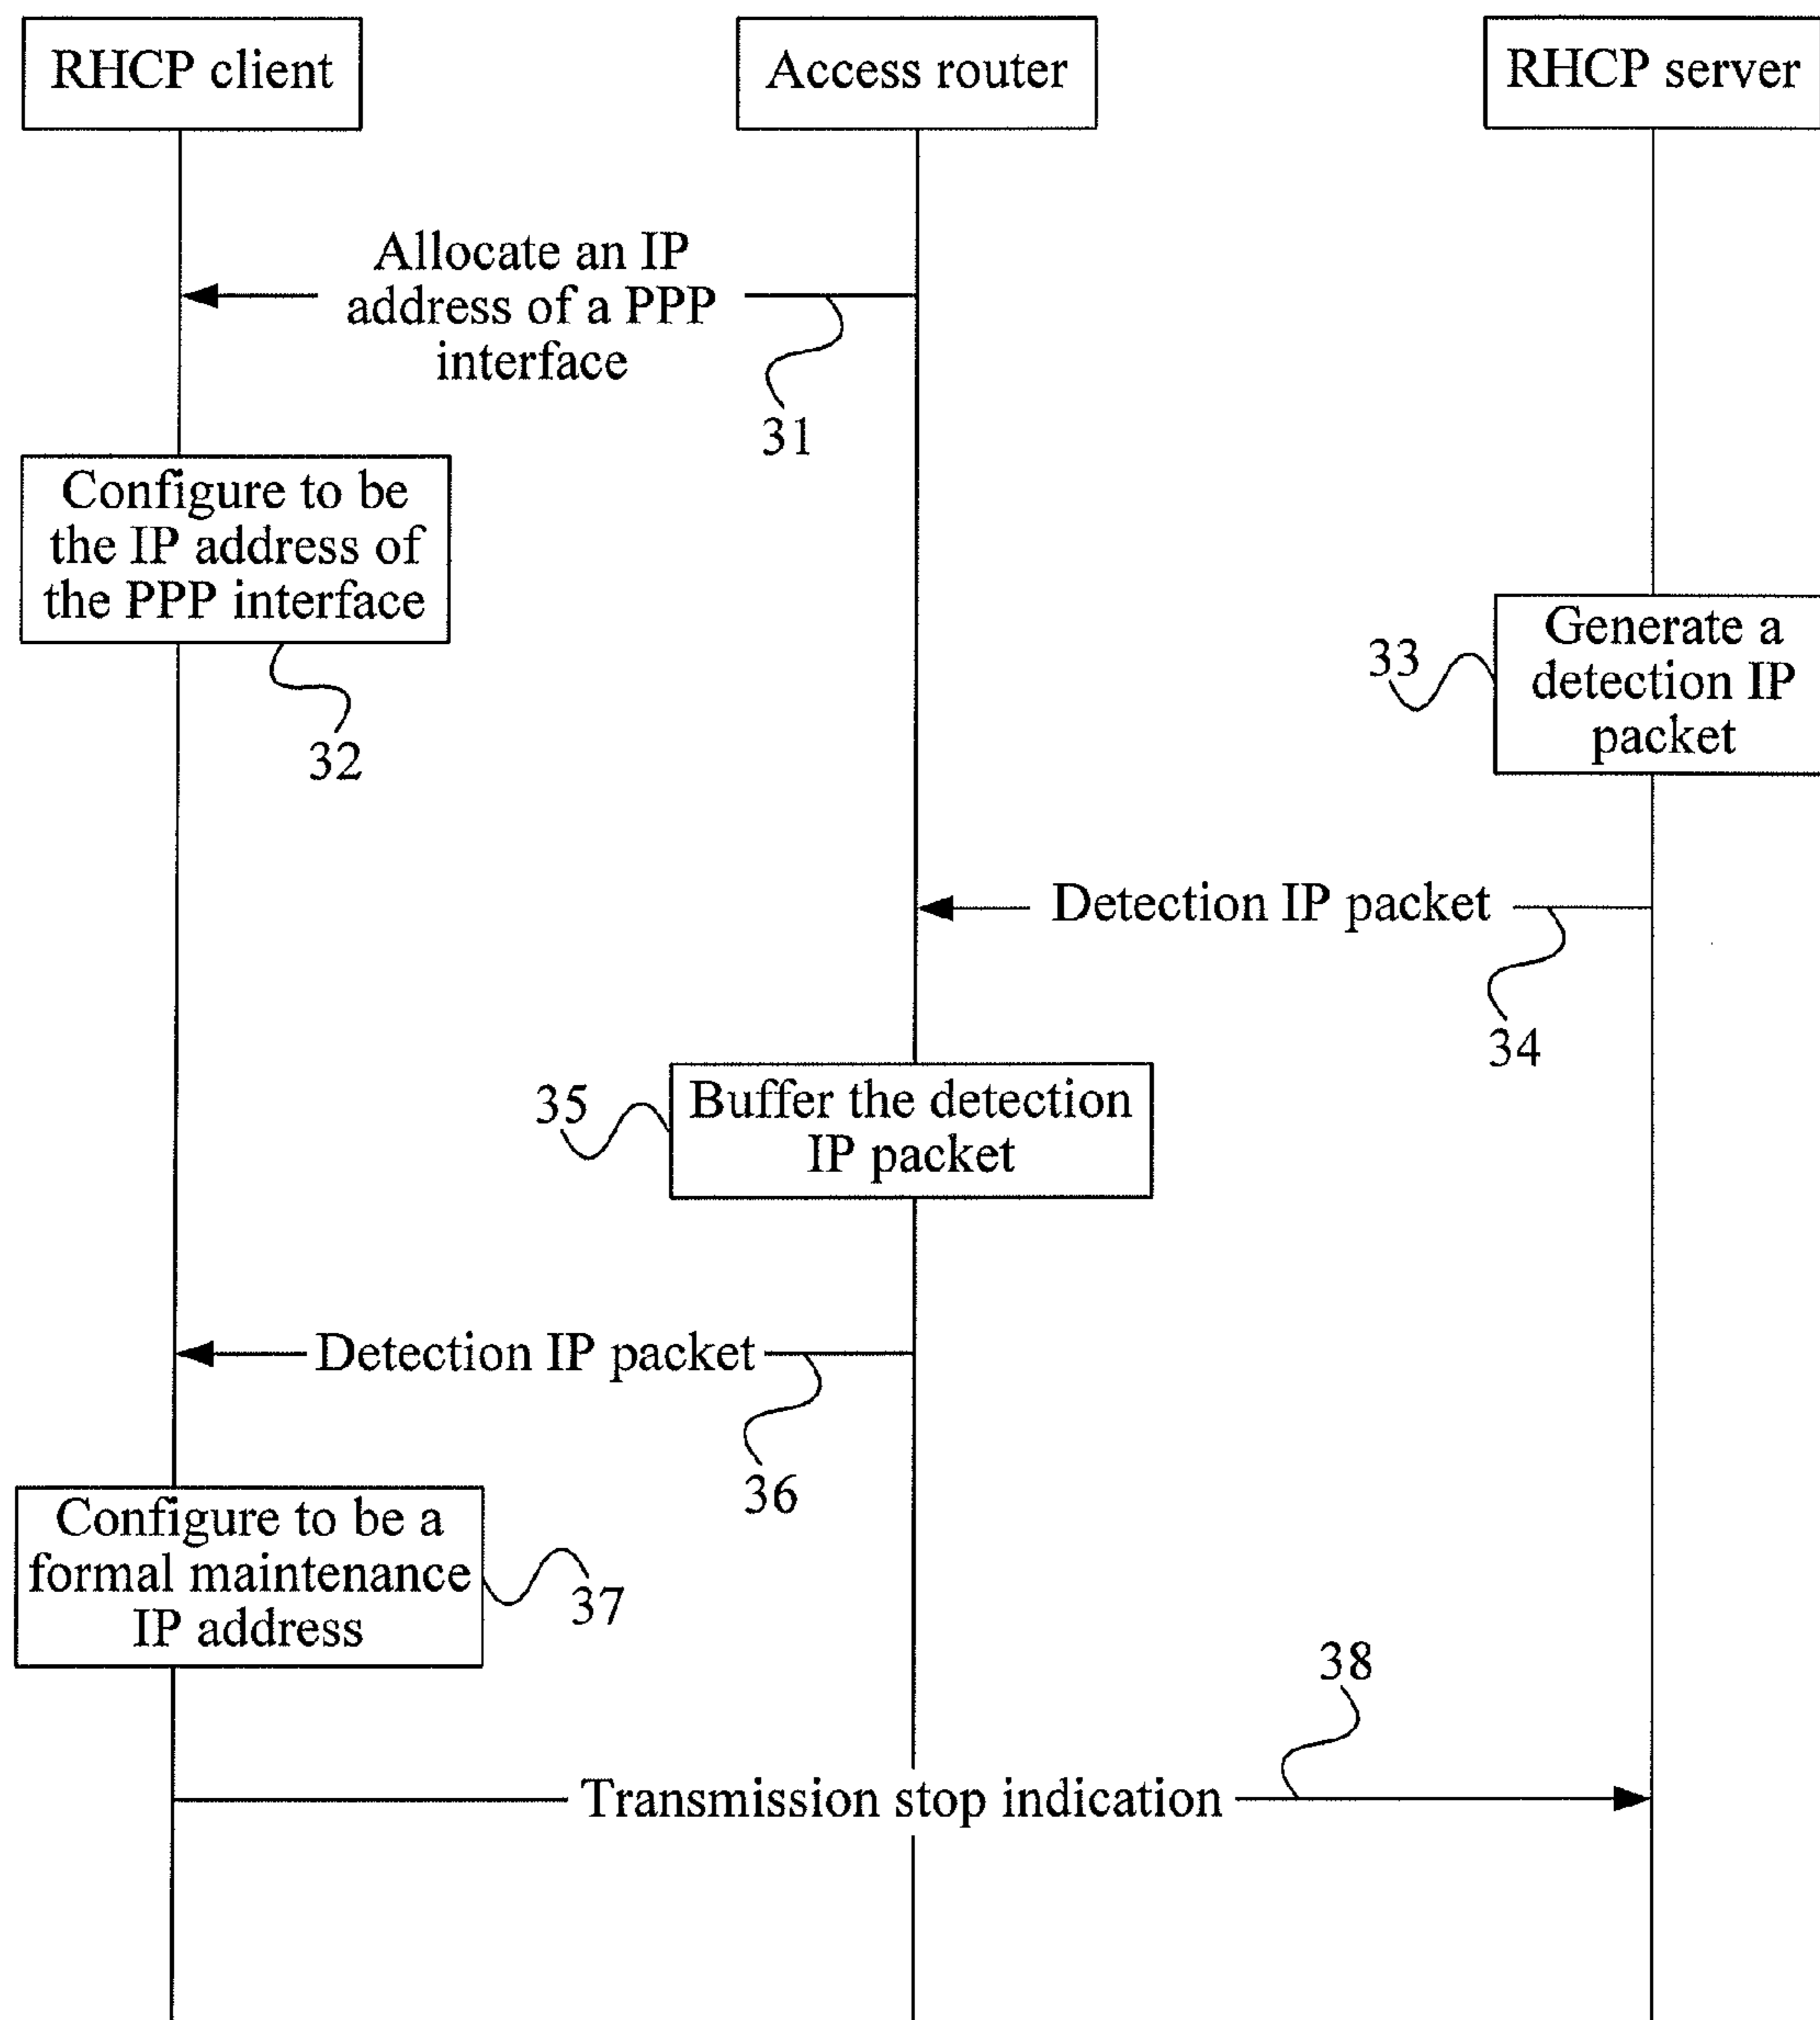 RHCP client
Access router
RHCP server
Allocate an IP
address of a PPP
interface
31
Configure to be
the IP address of
the PPP interface
32
Generate a
detection IP
packet
33
Detection IP packet
34
Buffer the detection
IP packet
35
Detection IP packet
36
Configure to be a
formal maintenance
IP address
37
38
Transmission stop indication